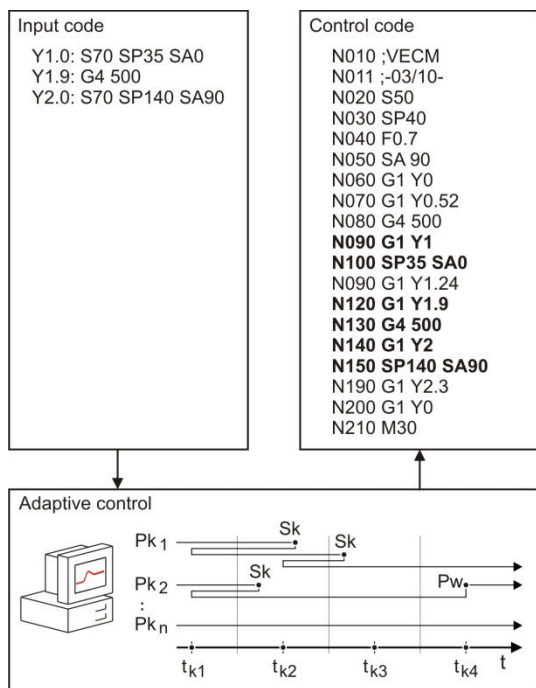 Input code
Y1.0: S70 SP35 SA0
Y1.9: G4 500
Y2.0: S70 SP140 SA90
Control code
N010 ;VECM
N011 ;-03/10-
N020 S50
N030 SP40
N040 F0.7
N050 SA 90
N060 G1 Y0
N070 G1 Y0.52
N080 G4 500
N090 G1 Y1
N100 SP35 SA0
N090 G1 Y1.24
N120 G1 Y1.9
N130 G4 500
N140 G1 Y2
N150 SP140 SA90
N190 G1 Y2.3
N200 G1 Y0
N210 M30
Adaptive control
Pk1 Sk
Sk
Pk2 Sk Pw
:
Pkn
tk1 tk2 tk3 tk4 t